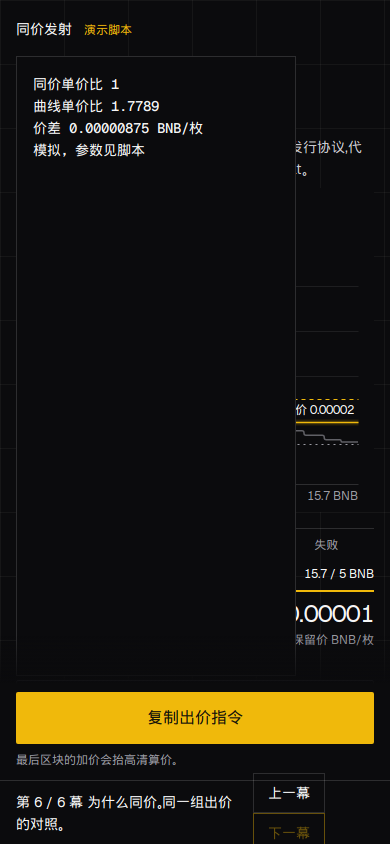 同价发射 演示脚本
同价单价比 1
曲线单价比 1.7789
价差 0.00000875 BNB/枚
模拟, 参数见脚本
发行协议,代
t。
价 0.00002
15.7 BNB
失败
15.7 / 5 BNB
0.00001
保留价 BNB/枚
复制出价指令
最后区块的加价会抬高清算价。
第 6 / 6 幕 为什么同价。同一组出价
的对照。
上一幕
下一幕